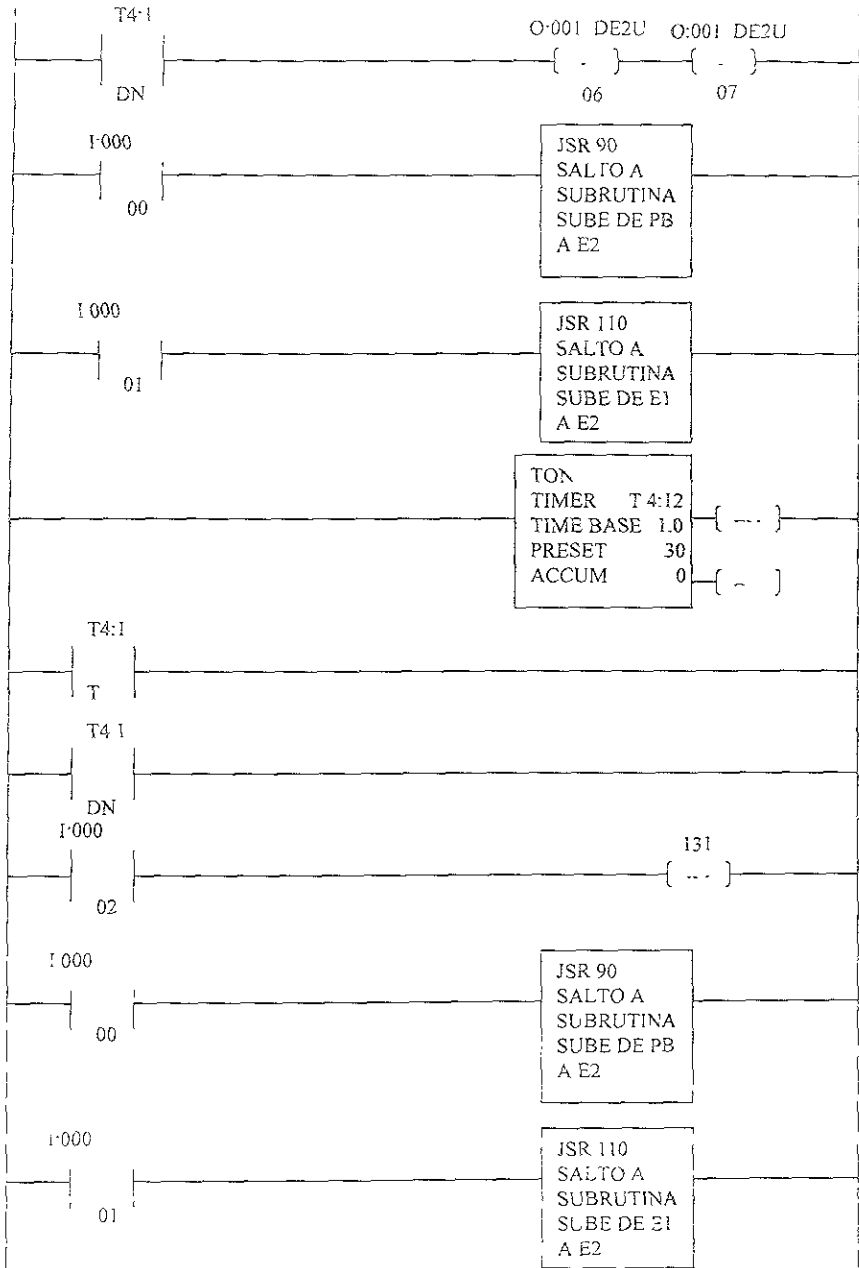 T4·1
O·001 DE2U O:001 DE2U
DN
06 07
I·000
JSR 90
SALTO A
SUBRUTINA
SUBE DE PB
A E2
00
I 000
JSR 110
SALTO A
SUBRUTINA
SUBE DE E1
A E2
01
TON
TIMER T 4:12
TIME BASE 1.0
PRESET 30
ACCUM 0
T4:1
T
T4 1
DN
I·000
131
02
I 000
JSR 90
SALTO A
SUBRUTINA
SUBE DE PB
A E2
00
I·000
JSR 110
SALTO A
SUBRUTINA
SUBE DE E1
A E2
01